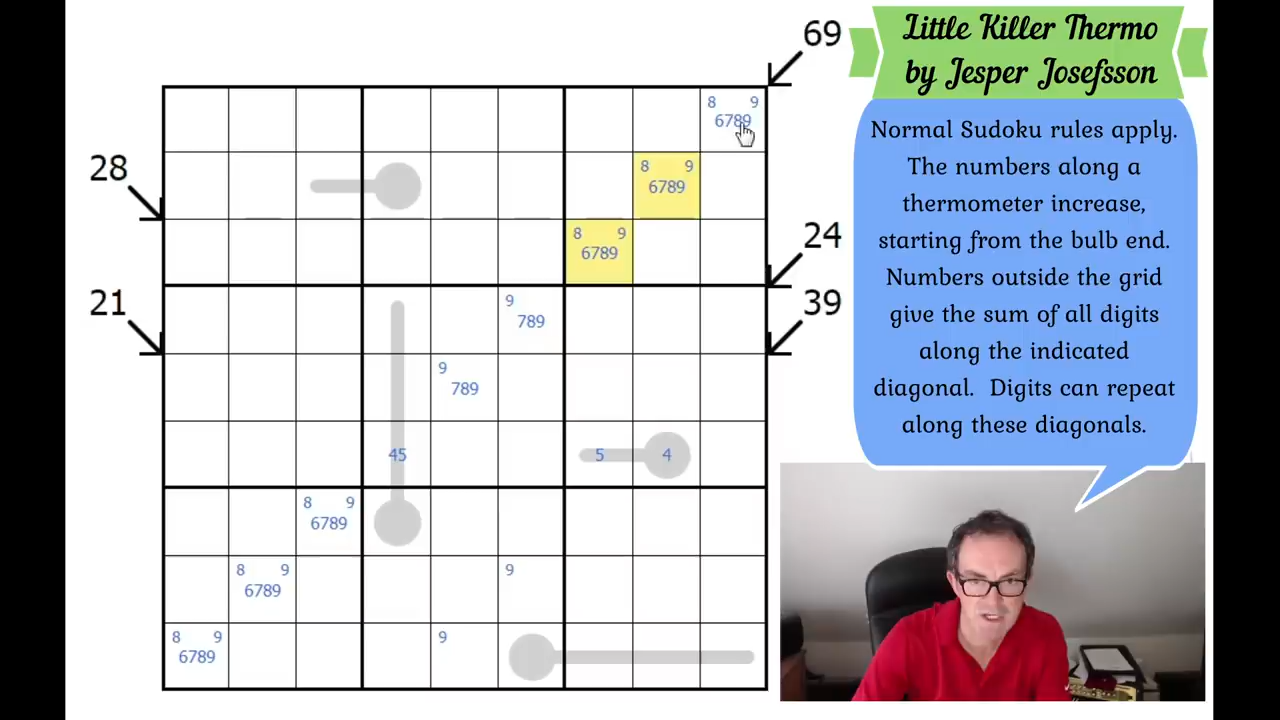 Little Killer Thermo
by Jesper Josefsson
Normal Sudoku rules apply.
The numbers along a
thermometer increase,
starting from the bulb end.
Numbers outside the grid
give the sum of all digits
along the indicated
diagonal. Digits can repeat
along these diagonals.
69
28
24
21
39
8 9
6789
8 9
6789
8 9
6789
9
789
9
789
45
5
4
8 9
6789
8 9
6789
9
8 9
6789
9